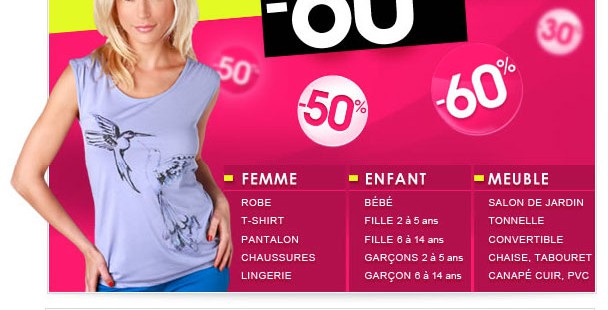 -60
-50%
30%
-50%
-60%
FEMME
ROBE
T-SHIRT
PANTALON
CHAUSSURES
LINGERIE
ENFANT
BÉBÉ
FILLE 2 à 5 ans
FILLE 6 à 14 ans
GARÇONS 2 à 5 ans
GARÇON 6 à 14 ans
MEUBLE
SALON DE JARDIN
TONNELLE
CONVERTIBLE
CHAISE, TABOURET
CANAPÉ CUIR, PVC